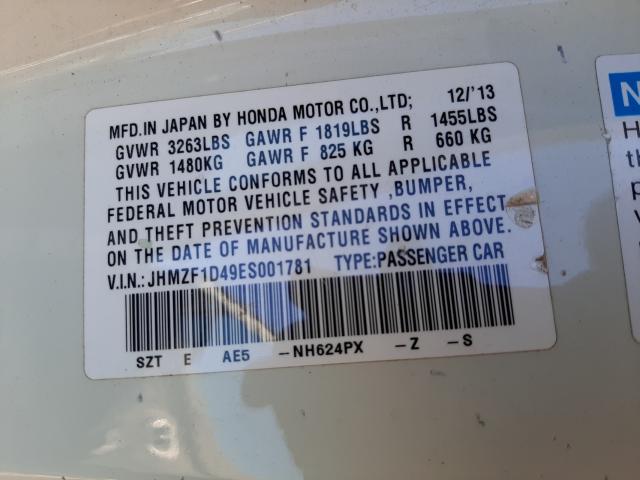 MFD.IN JAPAN BY HONDA MOTOR CO.,LTD; 12/'13
GVWR 3263LBS GAWR F 1819LBS R 1455LBS
GVWR 1480KG GAWR F 825 KG R 660 KG
THIS VEHICLE CONFORMS TO ALL APPLICABLE
FEDERAL MOTOR VEHICLE SAFETY ,BUMPER,
AND THEFT PREVENTION STANDARDS IN EFFECT
ON THE DATE OF MANUFACTURE SHOWN ABOVE.
V.I.N.: JHMZF1D49ES001781 TYPE:PASSENGER CAR
SZT E AE5 -NH624PX -Z -S